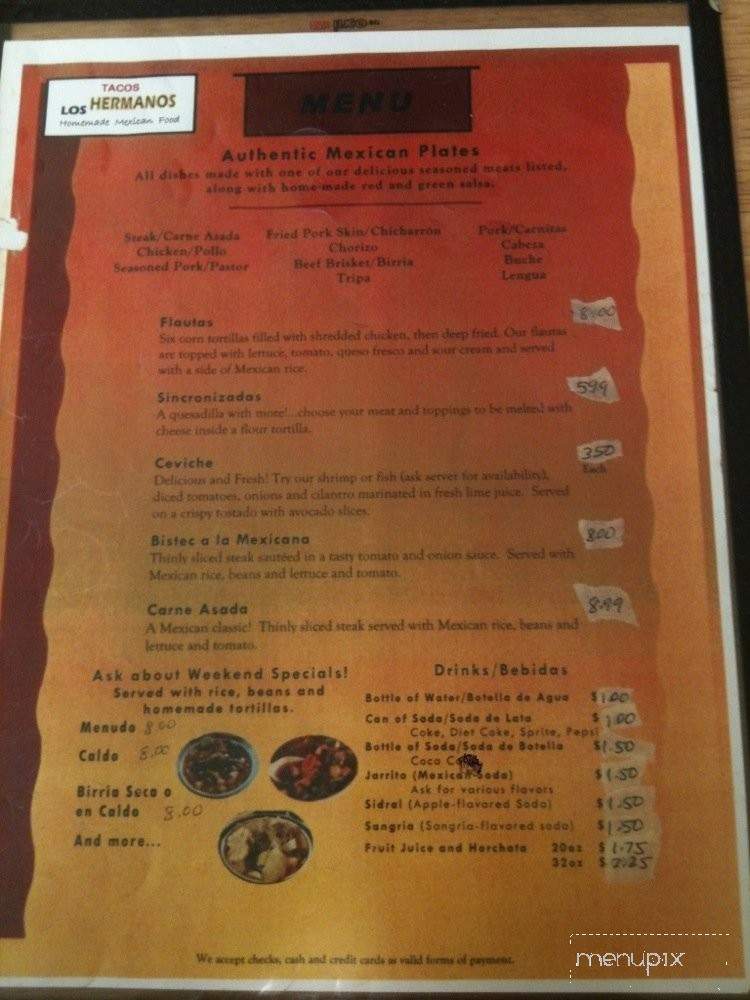 TACOS
LOS HERMANOS
Homemade Mexican Food
MENU
Authentic Mexican Plates
All dishes made with one of our delicious seasoned meats listed,
along with home-made red and green salsa.
Steak/Carne Asada
Chicken/Pollo
Seasoned Pork/Pastor
Fried Pork Skin/Chicharrón
Chorizo
Beef Brisket/Birria
Tripa
Pork/Carnitas
Cabeza
Buche
Lengua
Flautas 8.00
Six corn tortillas filled with shredded chicken, then deep fried. Our flautas
are topped with lettuce, tomato, queso fresco and sour cream and served
with a side of Mexican rice.
Sincronizadas 5.99
A quesadilla with more!...choose your meat and toppings to be melted with
cheese inside a flour tortilla.
Ceviche 3.50
Each
Delicious and Fresh! Try our shrimp or fish (ask server for availability),
diced tomatoes, onions and cilantro marinated in fresh lime juice. Served
on a crispy tostado with avocado slices.
Bistec a la Mexicana 8.00
Thinly sliced steak sautéed in a tasty tomato and onion sauce. Served with
Mexican rice, beans and lettuce and tomato.
Carne Asada 8.99
A Mexican classic! Thinly sliced steak served with Mexican rice, beans and
lettuce and tomato.
Ask about Weekend Specials!
Served with rice, beans and
homemade tortillas.
Menudo 8.00
Caldo 8.00
Birria Seca o
en Caldo 8.00
And more...
Drinks/Bebidas
Bottle of Water/Botella de Agua $1.00
Can of Soda/Soda de Lata $1.00
Coke, Diet Coke, Sprite, Pepsi
Bottle of Soda/Soda de Botella $1.50
Coca
Jarrito (Mexican Soda) $1.50
Ask for various flavors
Sidral (Apple-flavored Soda) $1.50
Sangria (Sangria-flavored soda) $1.50
Fruit Juice and Horchata 20oz $1.75
32oz $2.25
We accept checks, cash and credit cards as valid forms of payment.
menupix